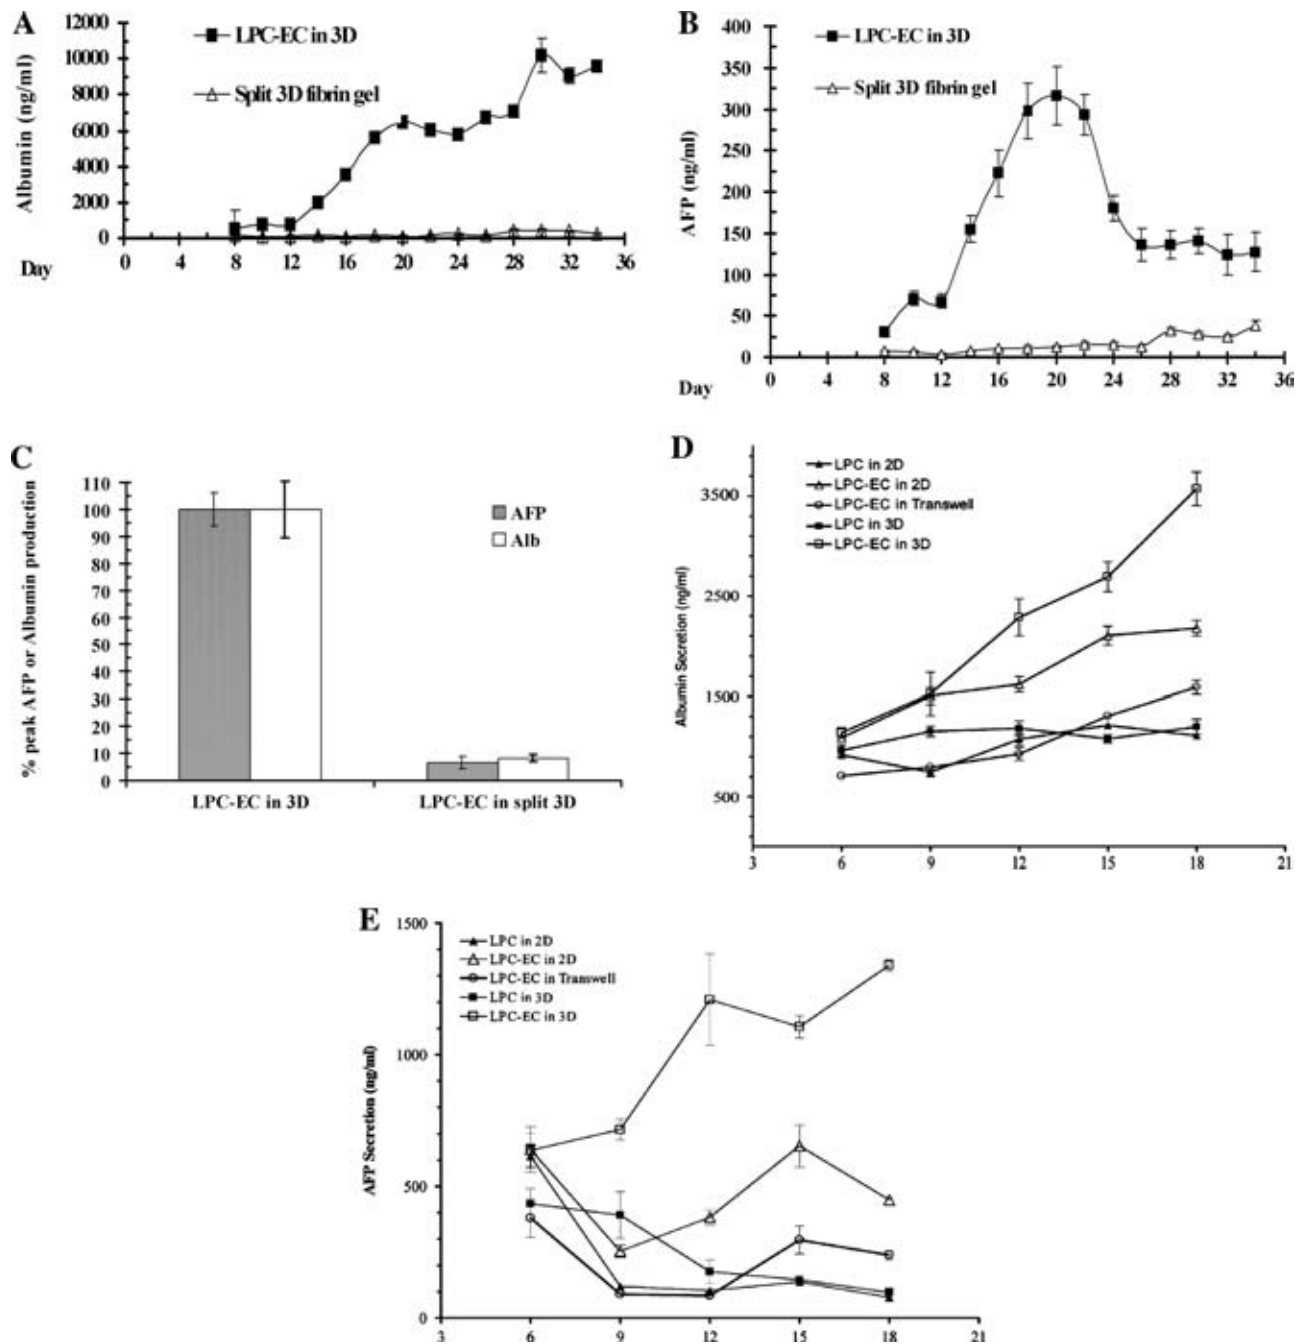 A
Albumin (ng/ml)
12000
10000
8000
6000
4000
2000
0
LPC-EC in 3D
Split 3D fibrin gel
Day
0 4 8 12 16 20 24 28 32 36
B
AFP (ng/ml)
400
350
300
250
200
150
100
50
0
LPC-EC in 3D
Split 3D fibrin gel
Day
0 4 8 12 16 20 24 28 32 36
C
% peak AFP or Albumin production
110
100
90
80
70
60
50
40
30
20
10
0
AFP
Alb
LPC-EC in 3D LPC-EC in split 3D
D
Albumin Secretion (ng/ml)
3500
2500
1500
500
LPC in 2D
LPC-EC in 2D
LPC-EC in Transwell
LPC in 3D
LPC-EC in 3D
3 6 9 12 15 18 21
E
AFP Secretion (ng/ml)
1500
1000
500
0
LPC in 2D
LPC-EC in 2D
LPC-EC in Transwell
LPC in 3D
LPC-EC in 3D
3 6 9 12 15 18 21